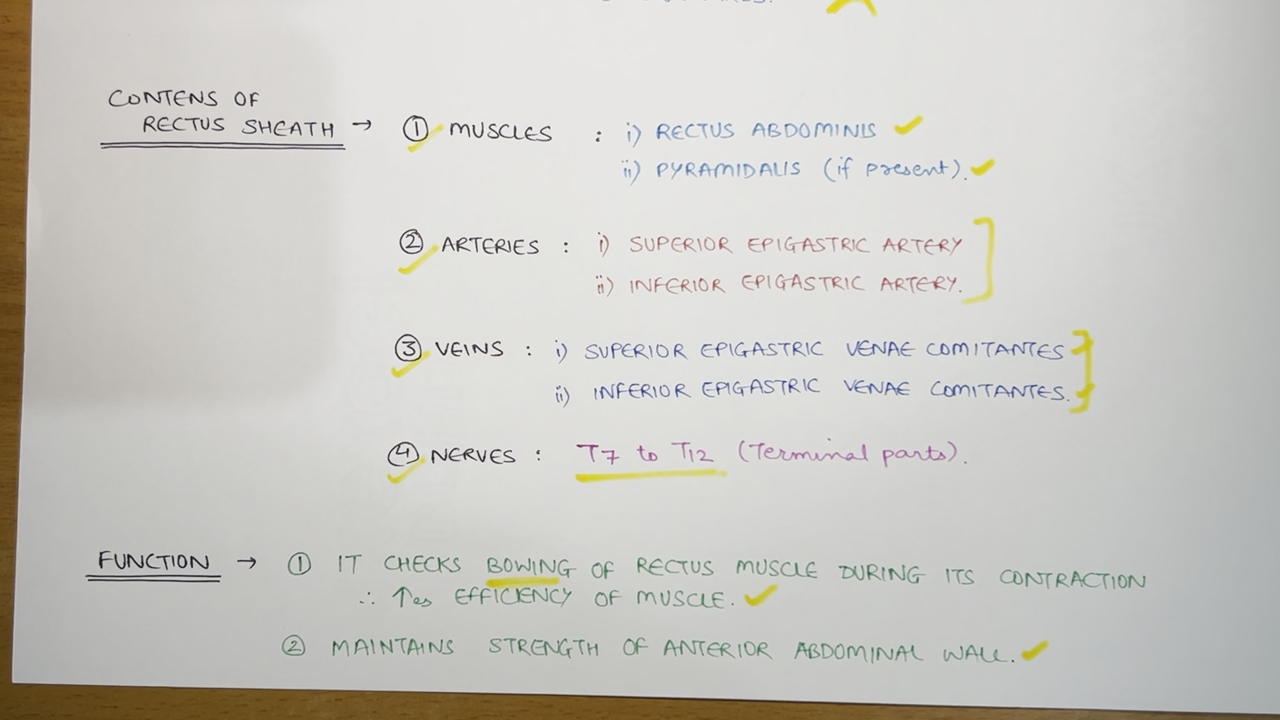 CONTENS OF
RECTUS SHEATH → ① MUSCLES : i) RECTUS ABDOMINIS
ii) PYRAMIDALIS (if present).
② ARTERIES : i) SUPERIOR EPIGASTRIC ARTERY
ii) INFERIOR EPIGASTRIC ARTERY.
③ VEINS : i) SUPERIOR EPIGASTRIC VENAE COMITANTES
ii) INFERIOR EPIGASTRIC VENAE COMITANTES.
④ NERVES : T7 to T12 (Terminal parts).
FUNCTION → ① IT CHECKS BOWING OF RECTUS MUSCLE DURING ITS CONTRACTION
∴ ↑es EFFICIENCY OF MUSCLE.
② MAINTAINS STRENGTH OF ANTERIOR ABDOMINAL WALL.